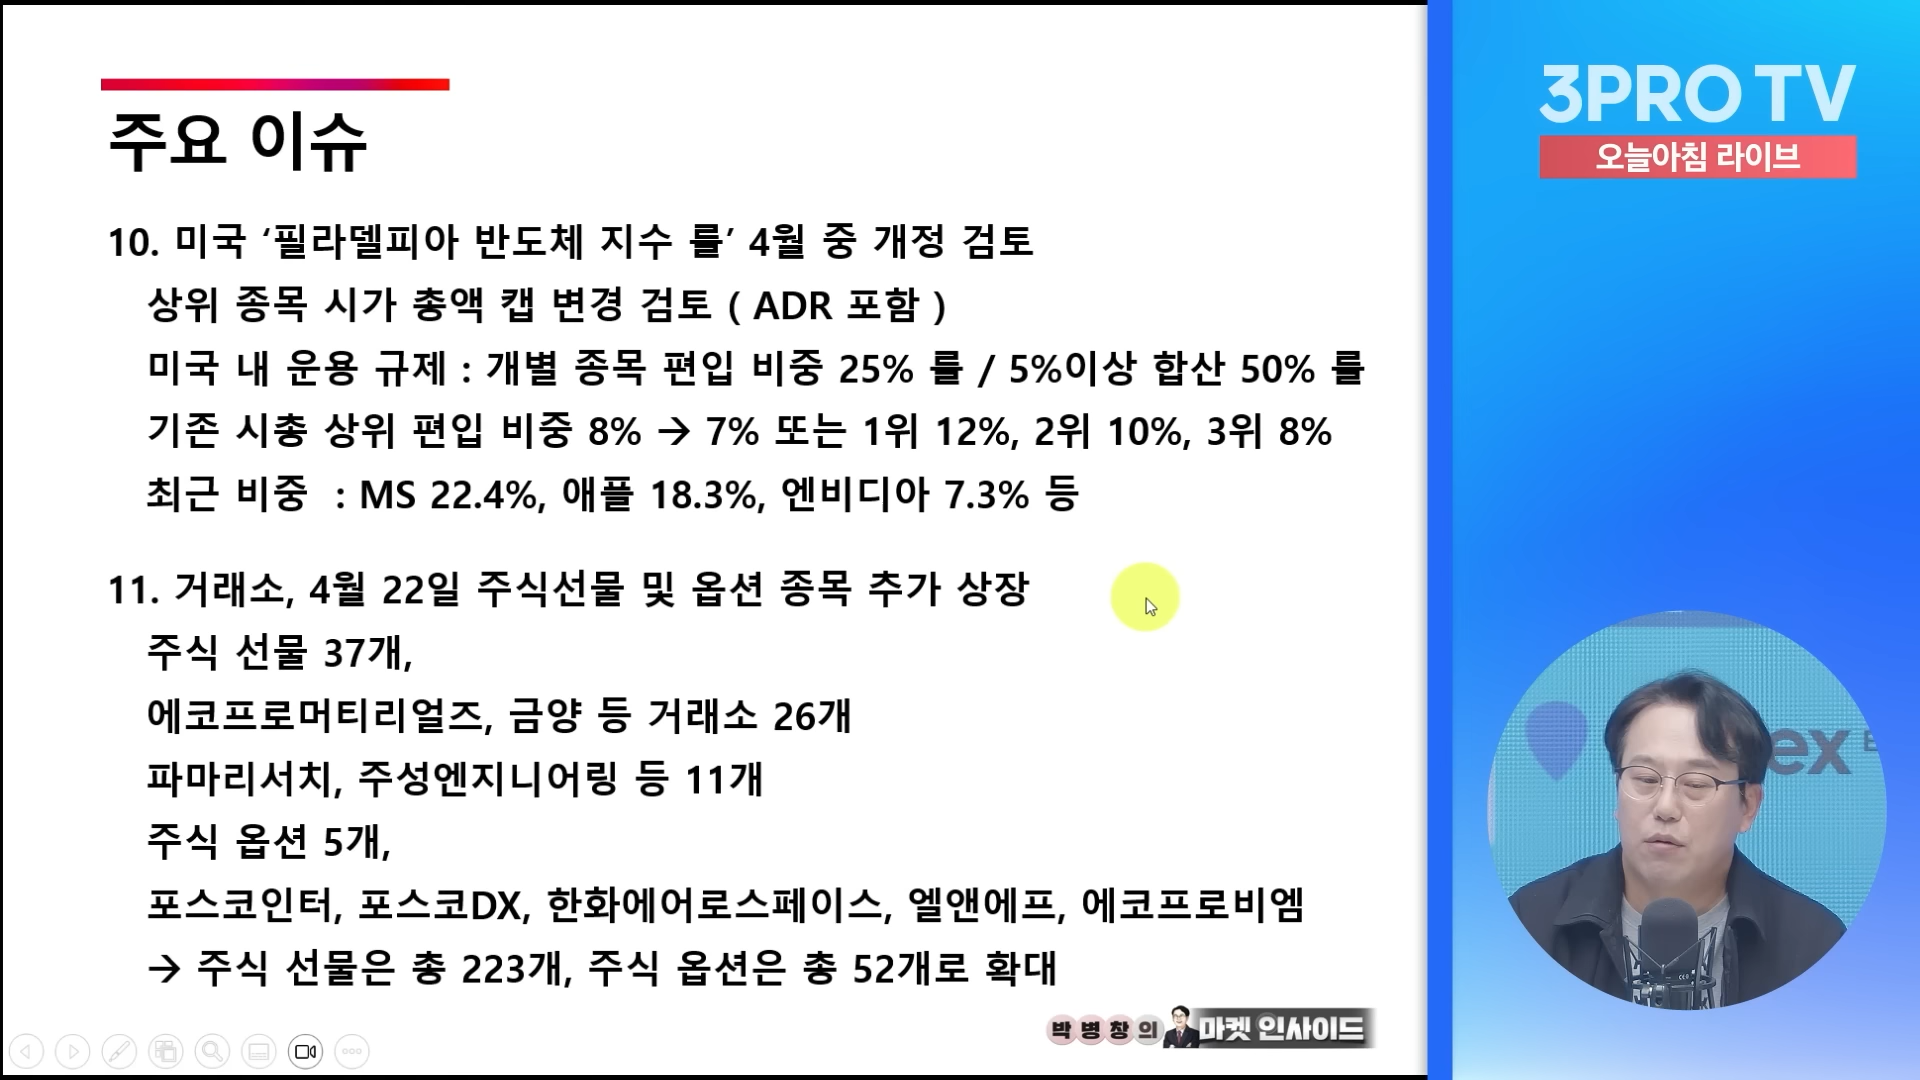 주요 이슈
10. 미국 ‘필라델피아 반도체 지수 룰’ 4월 중 개정 검토
상위 종목 시가 총액 캡 변경 검토 ( ADR 포함 )
미국 내 운용 규제 : 개별 종목 편입 비중 25% 룰 / 5%이상 합산 50% 룰
기존 시총 상위 편입 비중 8% → 7% 또는 1위 12%, 2위 10%, 3위 8%
최근 비중 : MS 22.4%, 애플 18.3%, 엔비디아 7.3% 등
11. 거래소, 4월 22일 주식선물 및 옵션 종목 추가 상장
주식 선물 37개,
에코프로머티리얼즈, 금양 등 거래소 26개
파마리서치, 주성엔지니어링 등 11개
주식 옵션 5개,
포스코인터, 포스코DX, 한화에어로스페이스, 엘앤에프, 에코프로비엠
→ 주식 선물은 총 223개, 주식 옵션은 총 52개로 확대
박병창의 마켓 인사이드
3PRO TV
오늘아침 라이브
ex